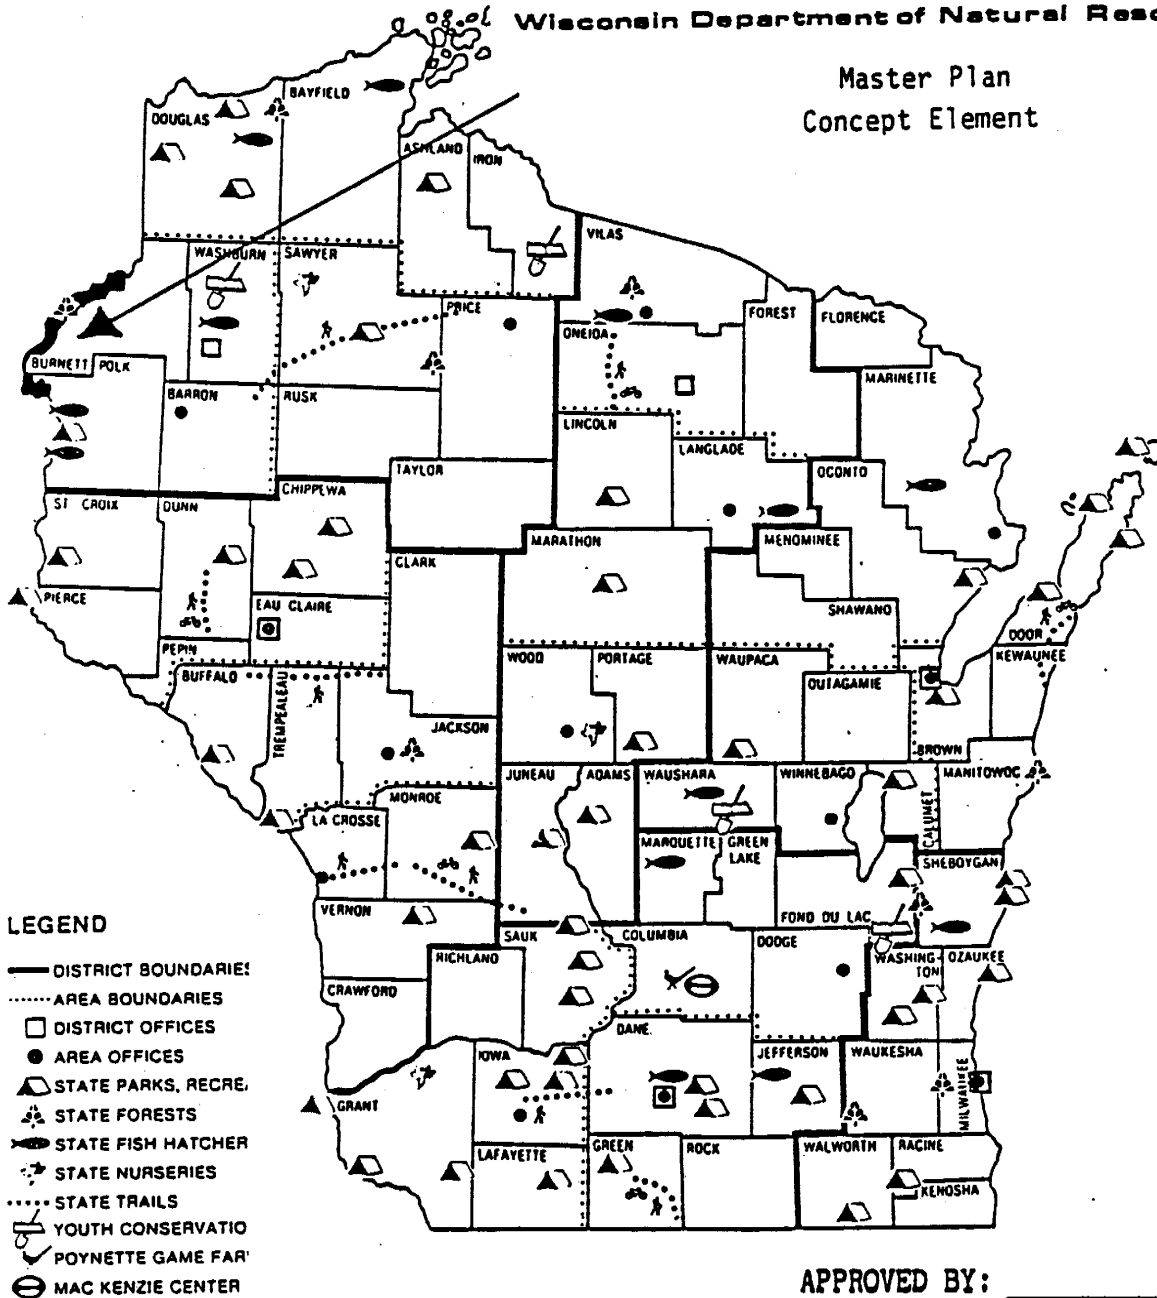 Wisconsin Department of Natural Reso
Master Plan
Concept Element
BAYFIELD
DOUGLAS
ASHLAND
IRON
VILAS
WASHBURN
SAWYER
PRICE
FOREST
FLORENCE
ONEIDA
BURNETT
POLK
MARINETTE
BARRON
RUSK
LINCOLN
LANGLADE
OCONTO
TAYLOR
CHIPPEWA
ST CROIX
DUNN
MARATHON
MENOMINEE
CLARK
PIERCE
EAU CLAIRE
SHAWANO
DOOR
PEPIN
WOOD
PORTAGE
WAUPACA
KEWAUNEE
BUFFALO
TREMPEALEAU
OUTAGAMIE
JACKSON
BROWN
JUNEAU
ADAMS
WAUSHARA
WINNEBAGO
MANITOWOC
MONROE
LA CROSSE
CALUMET
MARQUETTE
GREEN
LAKE
SHEBOYGAN
VERNON
FOND DU LAC
SAUK
COLUMBIA
DODGE
RICHLAND
WASHING-
TON
OZAUKEE
CRAWFORD
DANE
IOWA
JEFFERSON
WAUKESHA
MILWAUKEE
GRANT
LAFAYETTE
GREEN
ROCK
WALWORTH
RACINE
KENOSHA
LEGEND
DISTRICT BOUNDARIES
AREA BOUNDARIES
DISTRICT OFFICES
AREA OFFICES
STATE PARKS, RECREA
STATE FORESTS
STATE FISH HATCHER
STATE NURSERIES
STATE TRAILS
YOUTH CONSERVATIO
POYNETTE GAME FAR
MAC KENZIE CENTER
APPROVED BY: